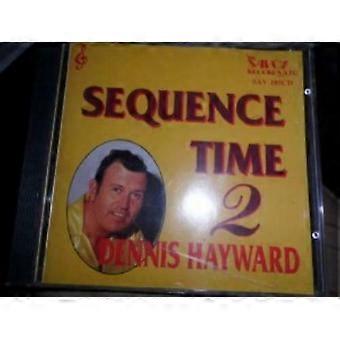 SEQUENCE
TIME
2
DENNIS HAYWARD